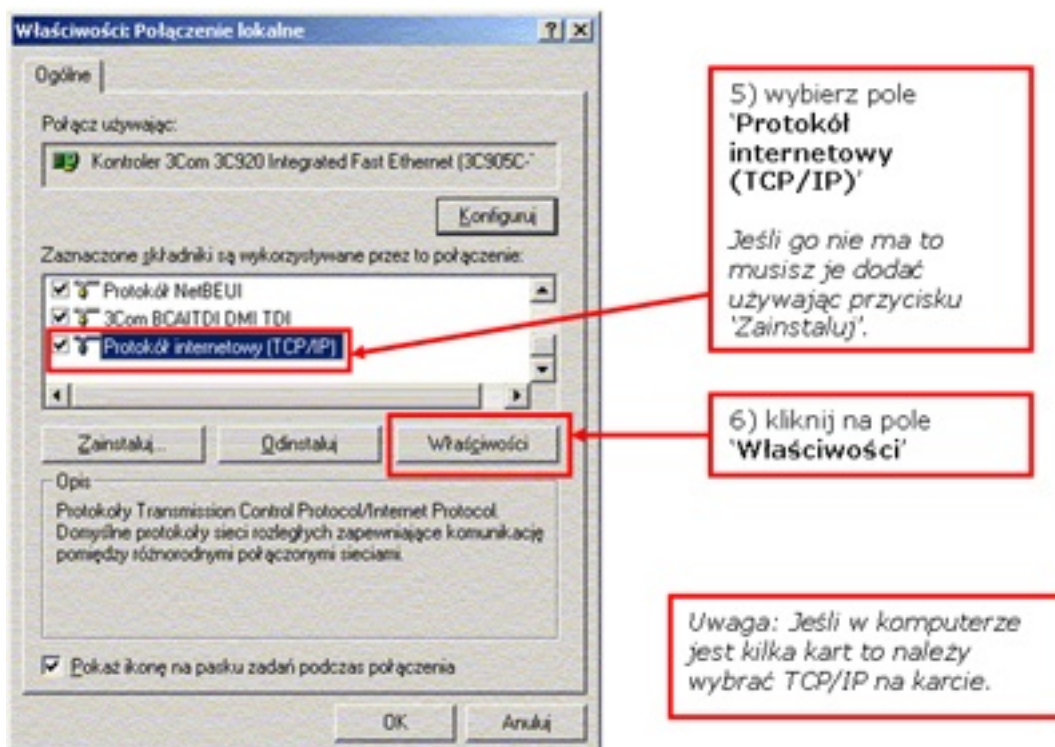 Właściwości: Połączenie lokalne
Ogólne
Połącz używając:
Kontroler 3Com 3C920 Integrated Fast Ethernet (3C905C-
Konfiguruj
Zaznaczone składniki są wykorzystywane przez to połączenie:
Protokół NetBEUI
3Com BCAITDI DMI TDI
Protokół internetowy (TCP/IP)
Zainstaluj...
Odinstaluj
Właściwości
Opis
Protokoły Transmission Control Protocol/Internet Protocol.
Domyślne protokoły sieci rozległych zapewniające komunikację
pomiędzy różnorodnymi połączonymi sieciami.
Pokaż ikonę na pasku zadań podczas połączenia
OK
Anuluj
5) wybierz pole
‘Protokół
internetowy
(TCP/IP)’
Jeśli go nie ma to
musisz je dodać
używając przycisku
‘Zainstaluj’.
6) kliknij na pole
‘Właściwości’
Uwaga: Jeśli w komputerze
jest kilka kart to należy
wybrać TCP/IP na karcie.